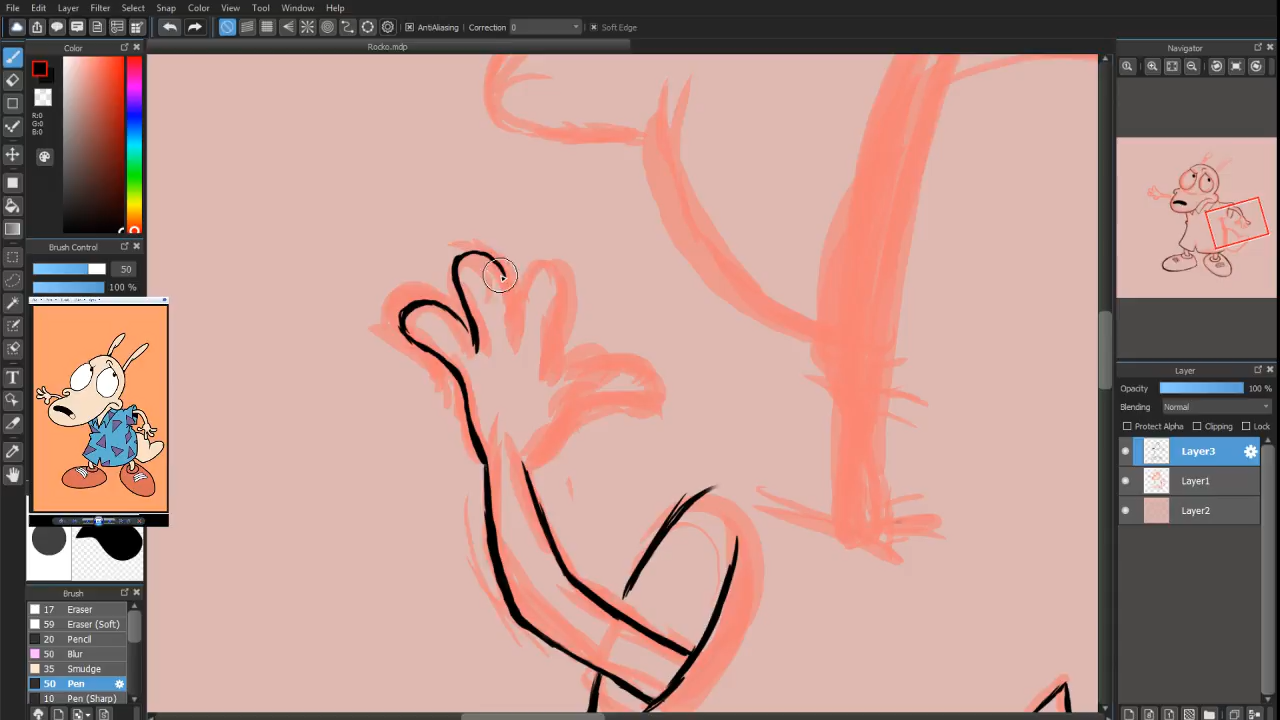 File Edit Layer Filter Select Snap Color View Tool Window Help
AntiAliasing Correction 0 Soft Edge
Rocko.mdp
Color
R:0
G:0
B:0
Brush Control
50
100 %
Brush
17 Eraser
59 Eraser (Soft)
20 Pencil
50 Blur
35 Smudge
50 Pen
10 Pen (Sharp)
Navigator
Layer
Opacity 100 %
Blending Normal
Protect Alpha Clipping Lock
Layer3
Layer1
Layer2